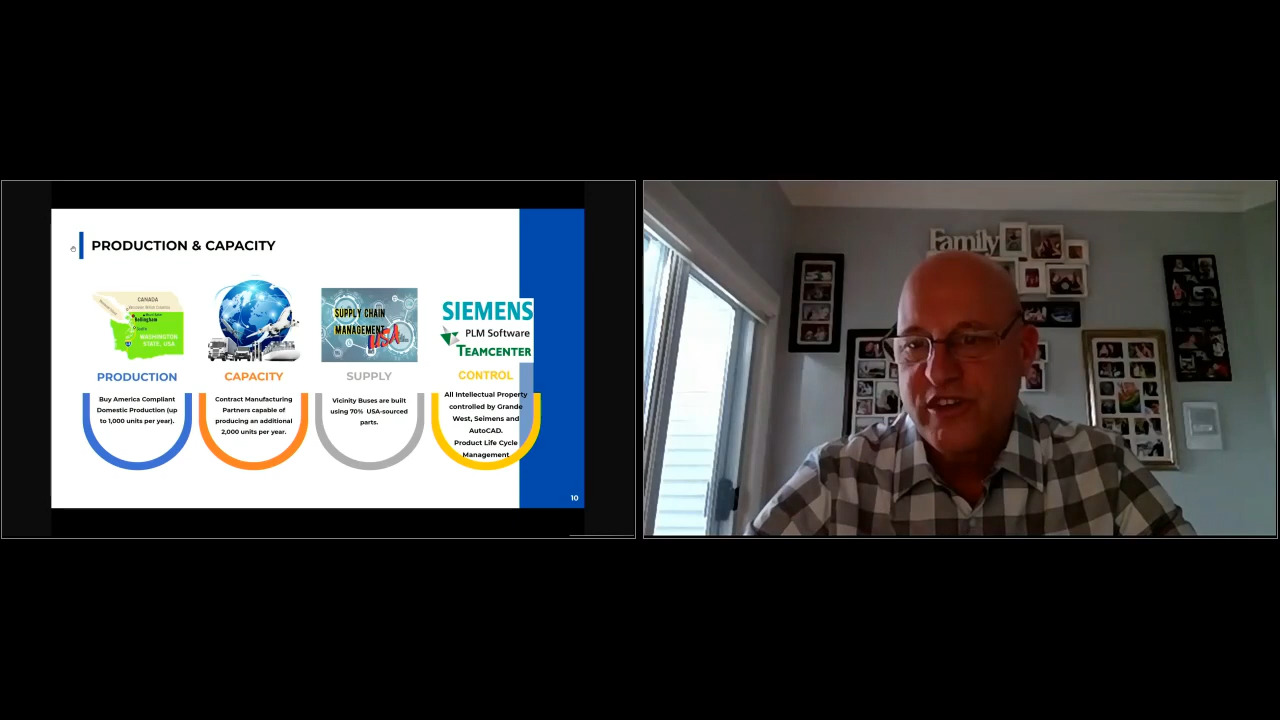 PRODUCTION & CAPACITY
CANADA
Bellingham
Seattle
WASHINGTON
STATE, USA
SUPPLY CHAIN
MANAGEMENT
USA
SIEMENS
PLM Software
TEAMCENTER
PRODUCTION
Buy America Compliant
Domestic Production (up
to 1,000 units per year).
CAPACITY
Contract Manufacturing
Partners capable of
producing an additional
2,000 units per year.
SUPPLY
Vicinity Buses are built
using 70% USA-sourced
parts.
CONTROL
All Intellectual Property
controlled by Grande
West, Seimens and
AutoCAD.
Product Life Cycle
Management
10
Family